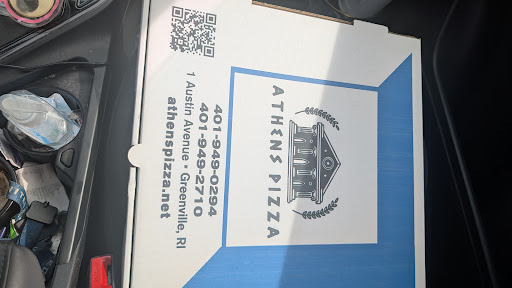 ATHENS PIZZA
401-949-0294
401-949-2710
1 Austin Avenue • Greenville, RI
athenspizza.net